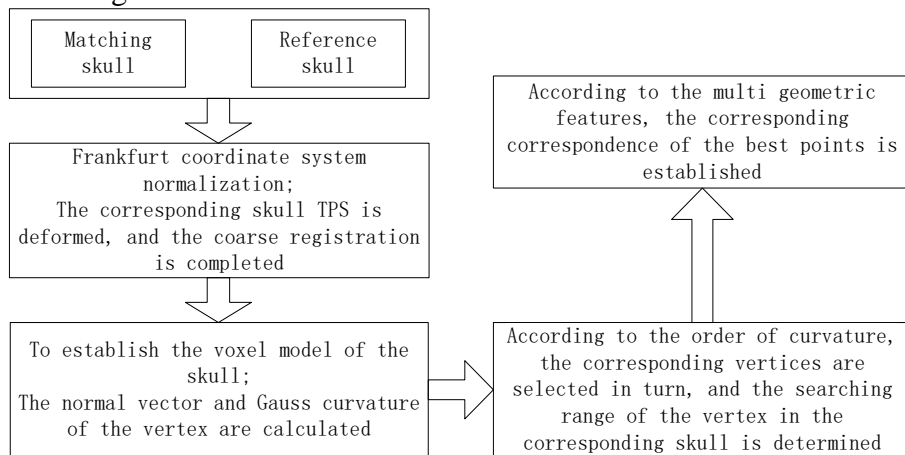 Matching
skull
Reference
skull
Frankfurt coordinate system
normalization;
The corresponding skull TPS is
deformed, and the coarse registration
is completed
To establish the voxel model of the
skull;
The normal vector and Gauss curvature
of the vertex are calculated
According to the order of curvature,
the corresponding vertices are
selected in turn, and the searching
range of the vertex in the
corresponding skull is determined
According to the multi geometric
features, the corresponding
correspondence of the best points is
established